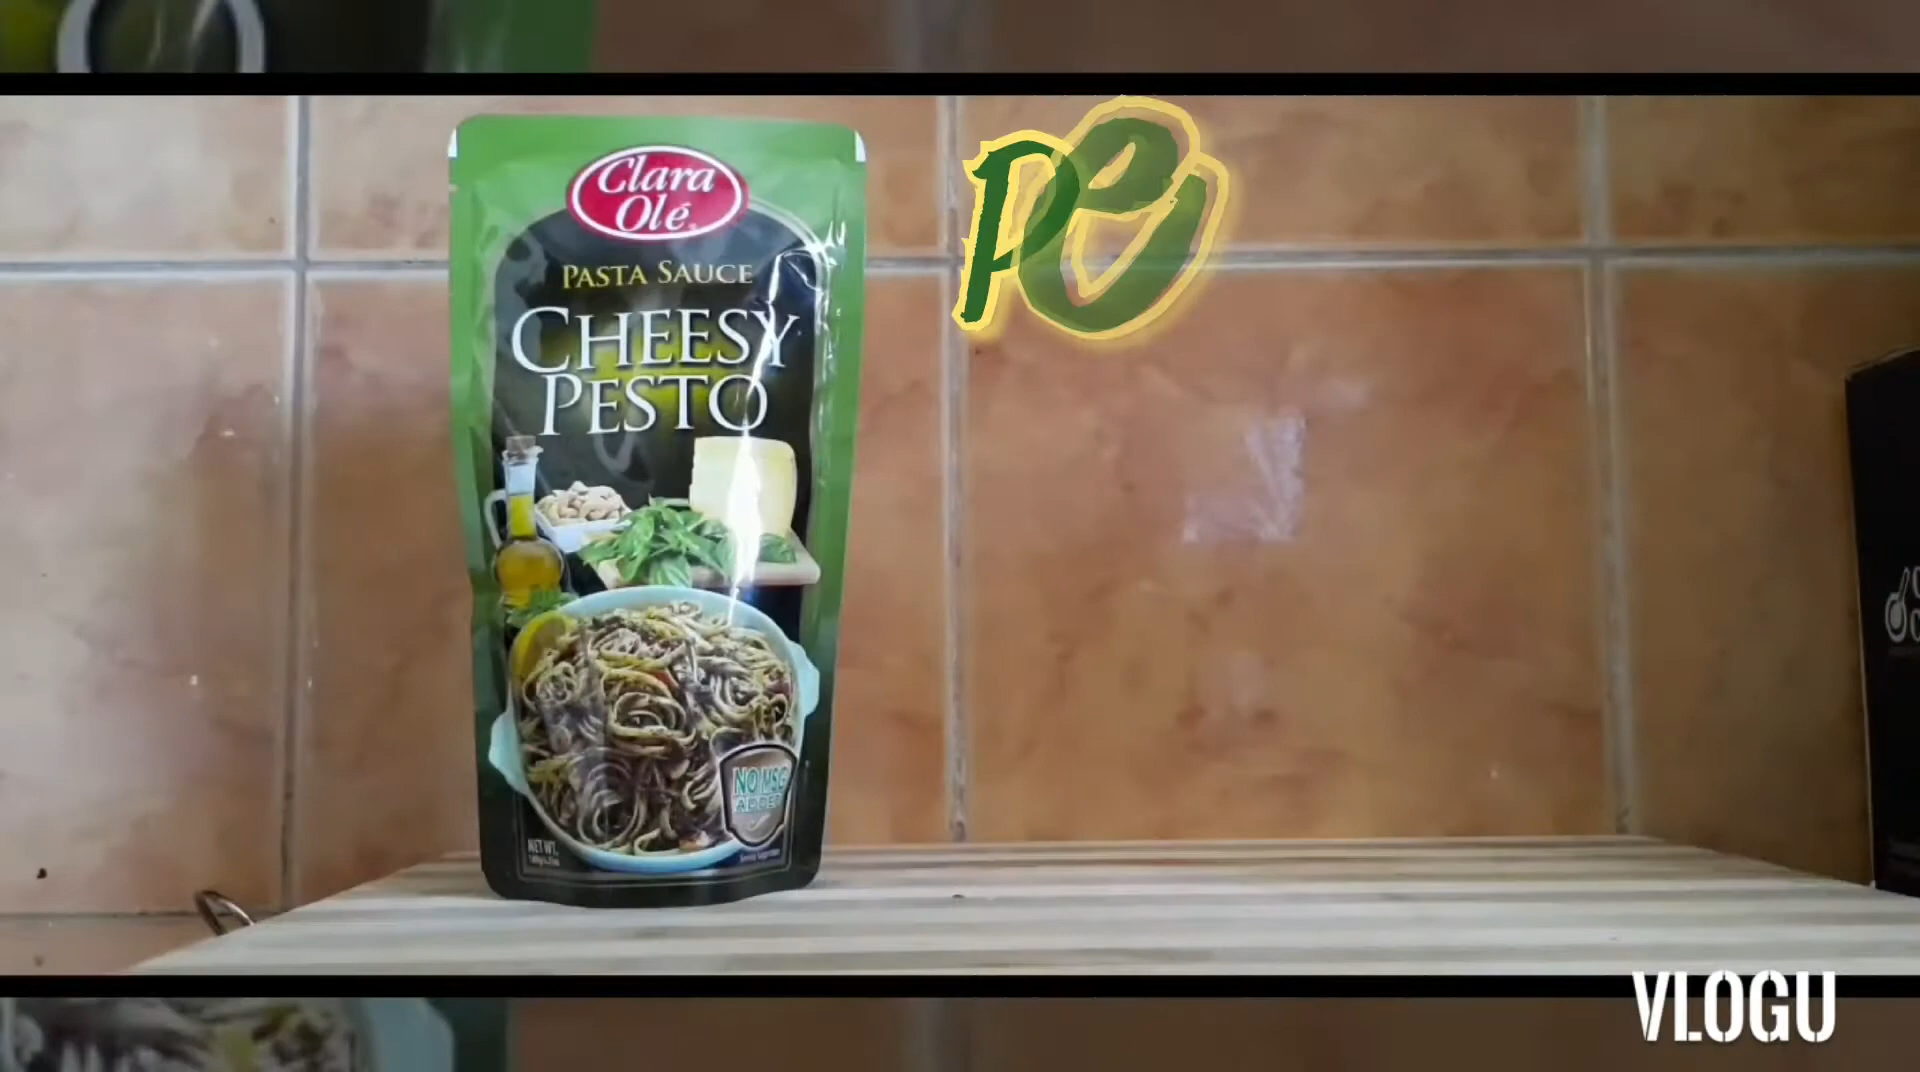 Clara
Olé
PASTA SAUCE
CHEESY
PESTO
pe
NO MSG
ADDED
NET WT.
VLOGU